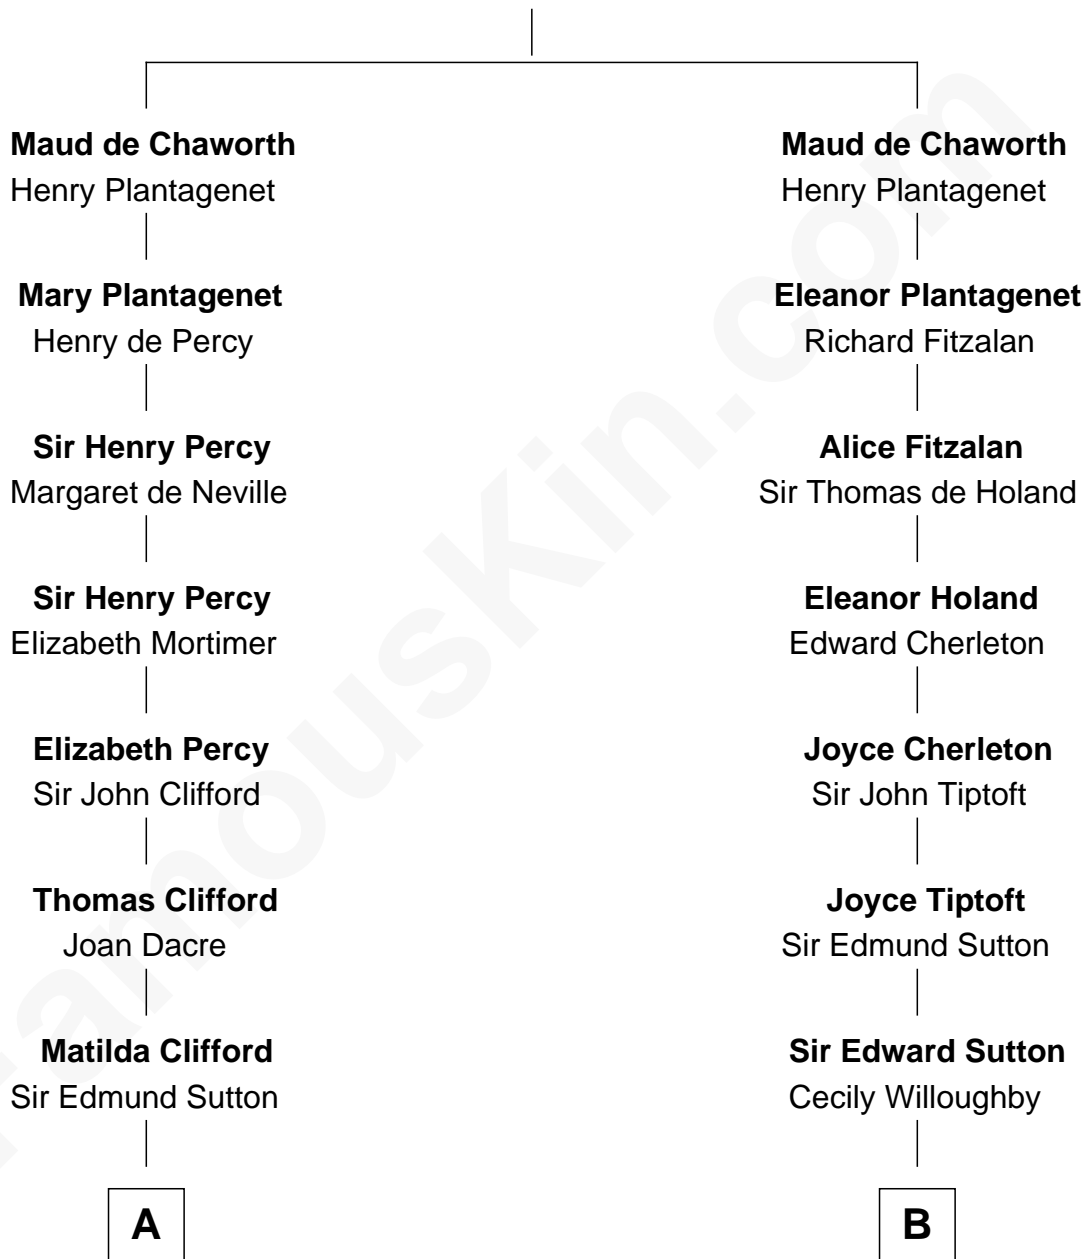 Maud de Chaworth
Henry Plantagenet
Mary Plantagenet
Henry de Percy
Sir Henry Percy
Margaret de Neville
Sir Henry Percy
Elizabeth Mortimer
Elizabeth Percy
Sir John Clifford
Thomas Clifford
Joan Dacre
Matilda Clifford
Sir Edmund Sutton
A
Maud de Chaworth
Henry Plantagenet
Eleanor Plantagenet
Richard Fitzalan
Alice Fitzalan
Sir Thomas de Holand
Eleanor Holand
Edward Cherleton
Joyce Cherleton
Sir John Tiptoft
Joyce Tiptoft
Sir Edmund Sutton
Sir Edward Sutton
Cecily Willoughby
B
FamousKin.com